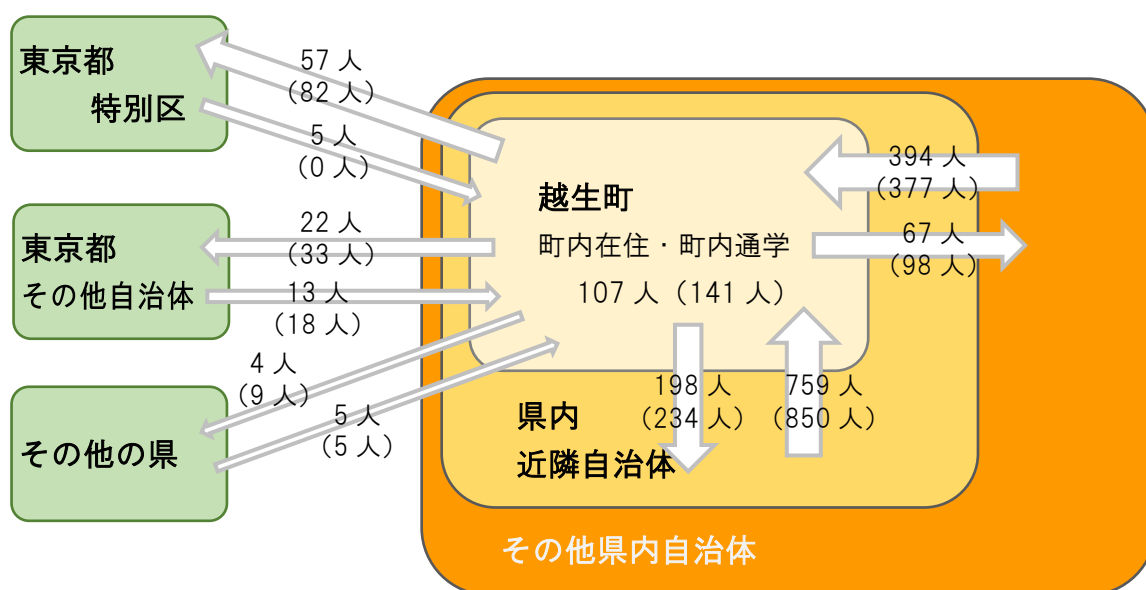 東京都
特別区
57 人
(82 人)
5 人
(0 人)
東京都
その他自治体
22 人
(33 人)
13 人
(18 人)
その他の県
4 人
(9 人)
5 人
(5 人)
越生町
町内在住・町内通学
107 人（141 人）
394 人
(377 人)
67 人
(98 人)
198 人
(234 人)
759 人
(850 人)
県内
近隣自治体
その他県内自治体